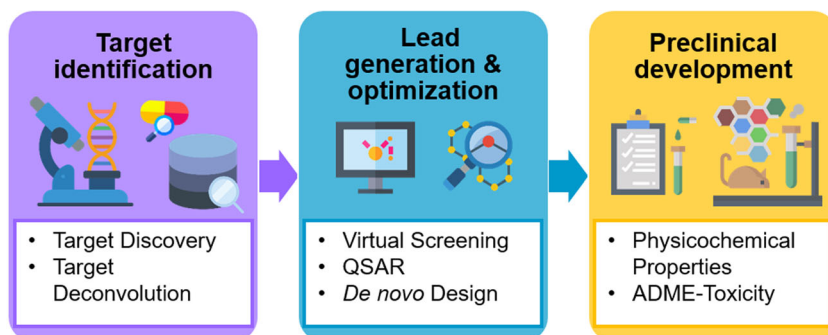 Target
identification
• Target Discovery
• Target
Deconvolution
Lead
generation &
optimization
• Virtual Screening
• QSAR
• De novo Design
Preclinical
development
• Physicochemical
Properties
• ADME-Toxicity